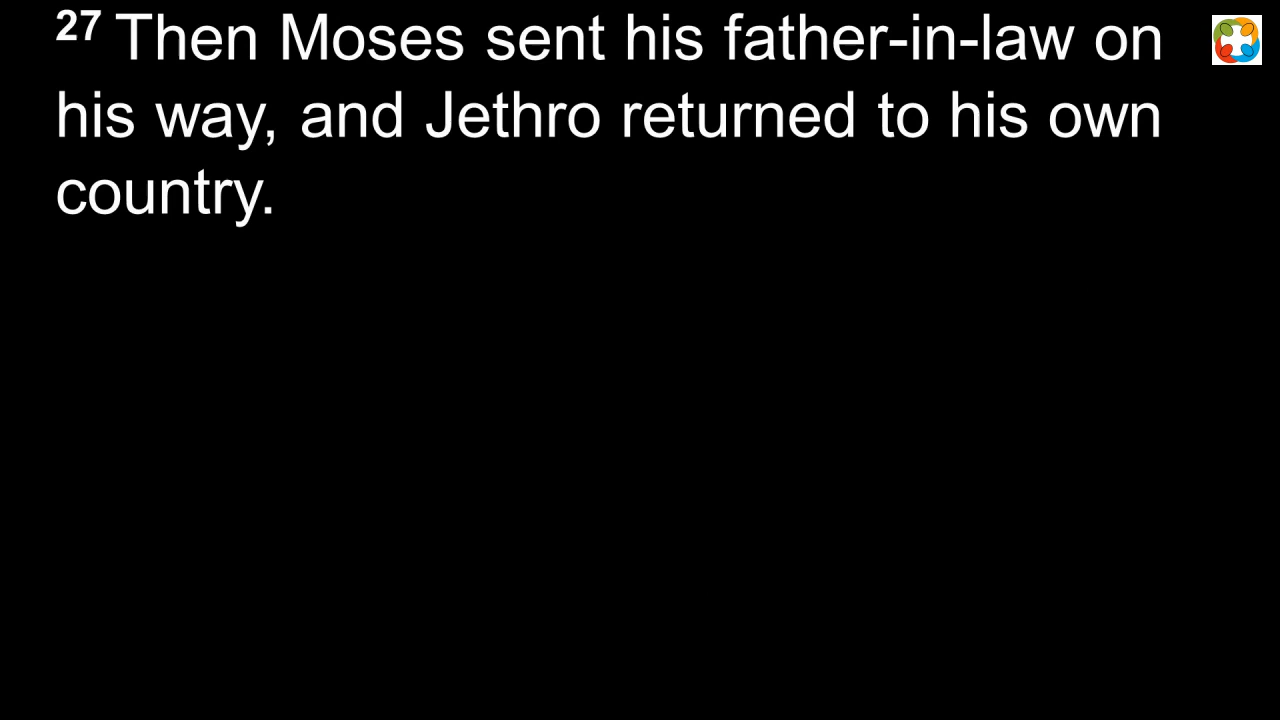 27 Then Moses sent his father-in-law on
his way, and Jethro returned to his own
country.